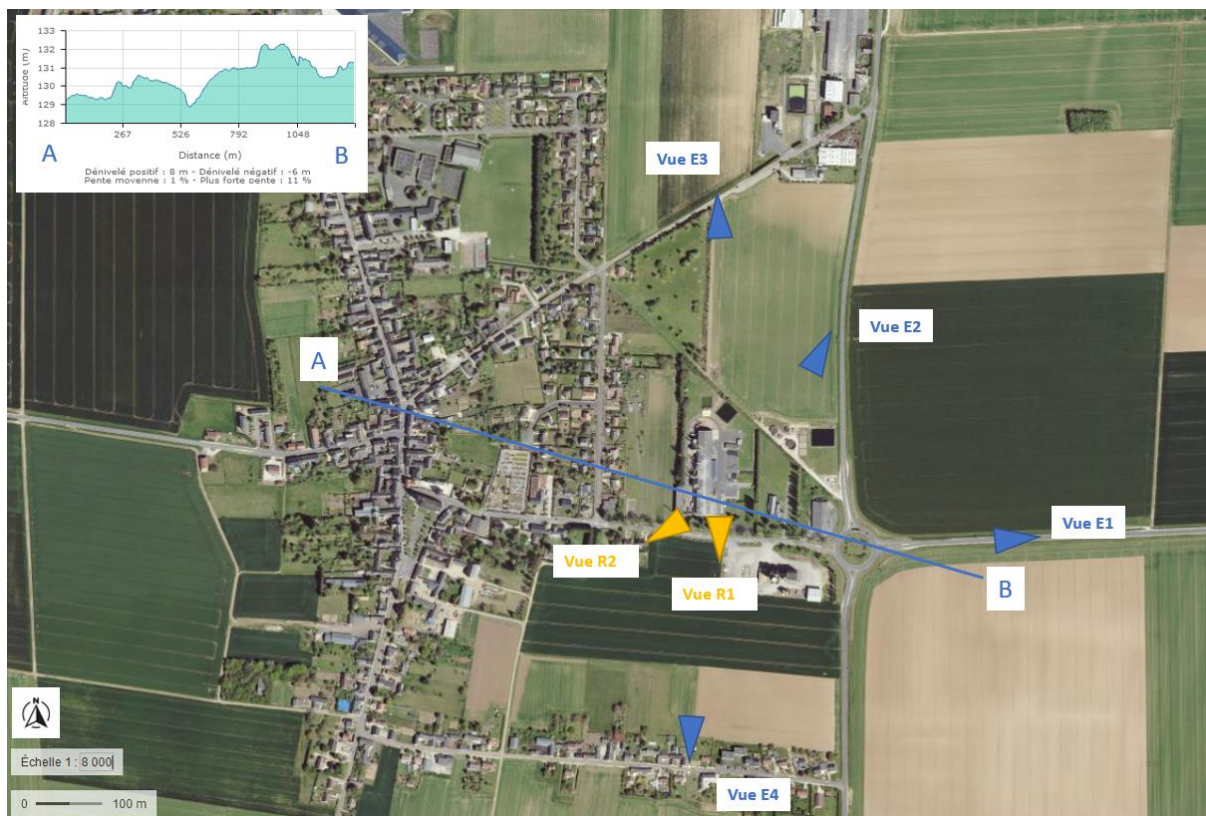 133
132
131
130
129
128
Altitude (m)
267
526
792
1048
A
B
Distance (m)
Dénivelé positif : 8 m - Dénivelé négatif : -6 m
Pente moyenne : 1 % - Plus forte pente : 11 %
Vue E3
Vue E2
A
Vue E1
Vue R2
Vue R1
B
N
Échelle 1 : 8 000
Vue E4
0
100 m